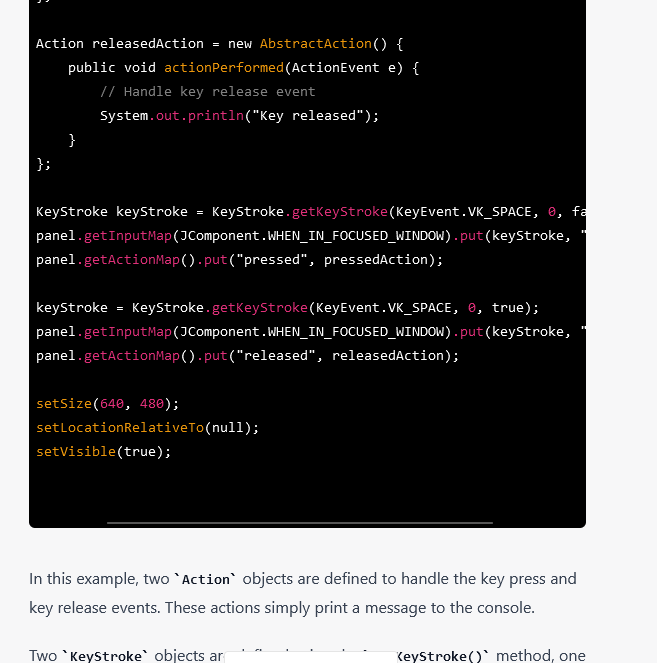 Action releasedAction = new AbstractAction() {
public void actionPerformed(ActionEvent e) {
// Handle key release event
System.out.println("Key released");
}
};
KeyStroke keyStroke = KeyStroke.getKeyStroke(KeyEvent.VK_SPACE, 0, fa
panel.getInputMap(JComponent.WHEN_IN_FOCUSED_WINDOW).put(keyStroke, "
panel.getActionMap().put("pressed", pressedAction);
keyStroke = KeyStroke.getKeyStroke(KeyEvent.VK_SPACE, 0, true);
panel.getInputMap(JComponent.WHEN_IN_FOCUSED_WINDOW).put(keyStroke, "
panel.getActionMap().put("released", releasedAction);
setSize(640, 480);
setLocationRelativeTo(null);
setVisible(true);
In this example, two `Action` objects are defined to handle the key press and
key release events. These actions simply print a message to the console.
Two `KeyStroke` objects KeyStroke()` method, one